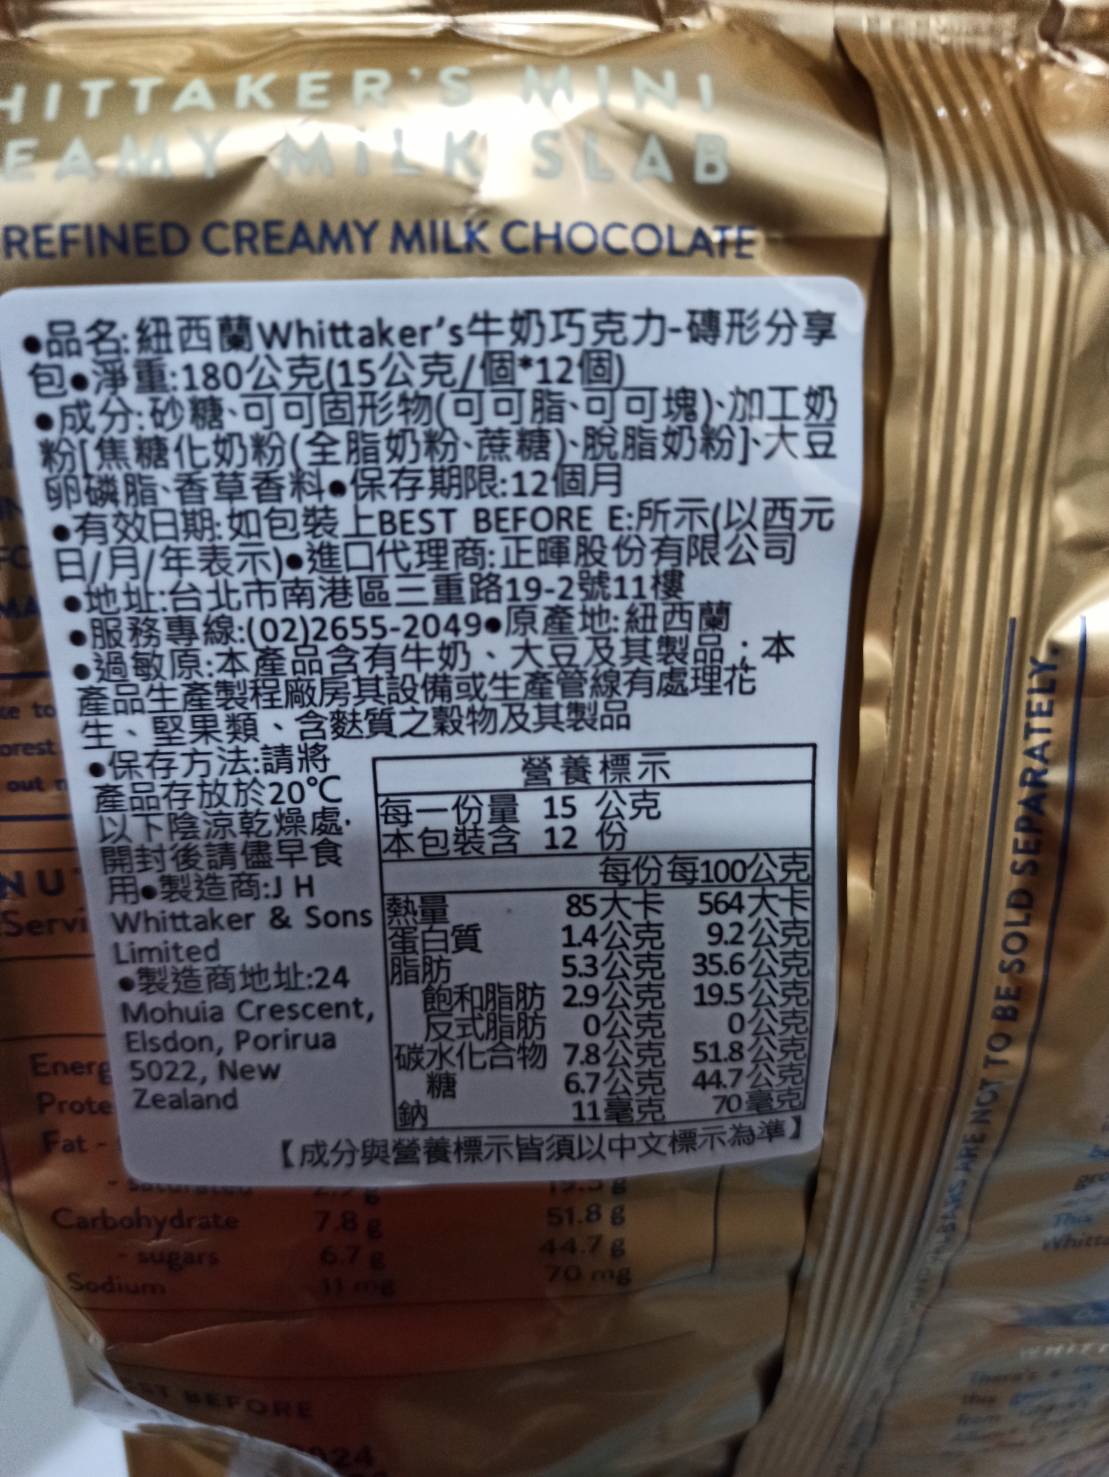 HITTAKER'S MINI
EAMY MILK SLAB
REFINED CREAMY MILK CHOCOLATE
●品名:紐西蘭Whittaker's牛奶巧克力-磚形分享
包●淨重:180公克(15公克/個*12個)
●成分:砂糖、可可固形物(可可脂、可可塊)、加工奶
粉[焦糖化奶粉(全脂奶粉、蔗糖)、脫脂奶粉]、大豆
卵磷脂、香草香料●保存期限:12個月
●有效日期:如包裝上BEST BEFORE E:所示(以西元
日/月/年表示)●進口代理商:正暉股份有限公司
●地址:台北市南港區三重路19-2號11樓
●服務專線:(02)2655-2049●原產地:紐西蘭
●過敏原:本產品含有牛奶、大豆及其製品;本
產品生產製程廠房其設備或生產管線有處理花
生、堅果類、含麩質之穀物及其製品
●保存方法:請將
產品存放於20℃
以下陰涼乾燥處.
開封後請儘早食
用●製造商:J H
Whittaker & Sons
Limited
●製造商地址:24
Mohuia Crescent,
Elsdon, Porirua
5022, New
Zealand
營養標示
每一份量 15 公克
本包裝含 12 份
每份 每100公克
熱量 85大卡 564大卡
蛋白質 1.4公克 9.2公克
脂肪 5.3公克 35.6公克
飽和脂肪 2.9公克 19.5公克
反式脂肪 0公克 0公克
碳水化合物 7.8公克 51.8公克
糖 6.7公克 44.7公克
鈉 11毫克 70毫克
【成分與營養標示皆須以中文標示為準】
NU
Servi
Energ
Prote
Fat -
Carbohydrate 7.8 g 51.8 g
- sugars 6.7 g 44.7 g
Sodium 11 mg 70 mg
BEFORE
ARE NOT TO BE SOLD SEPARATELY.